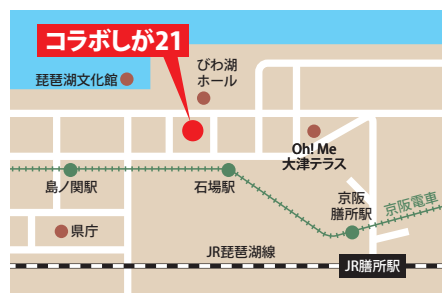 コラボしが21
琵琶湖文化館
びわ湖
ホール
Oh! Me
大津テラス
島ノ関駅
石場駅
京阪
膳所駅
京阪電車
県庁
JR琵琶湖線
JR膳所駅